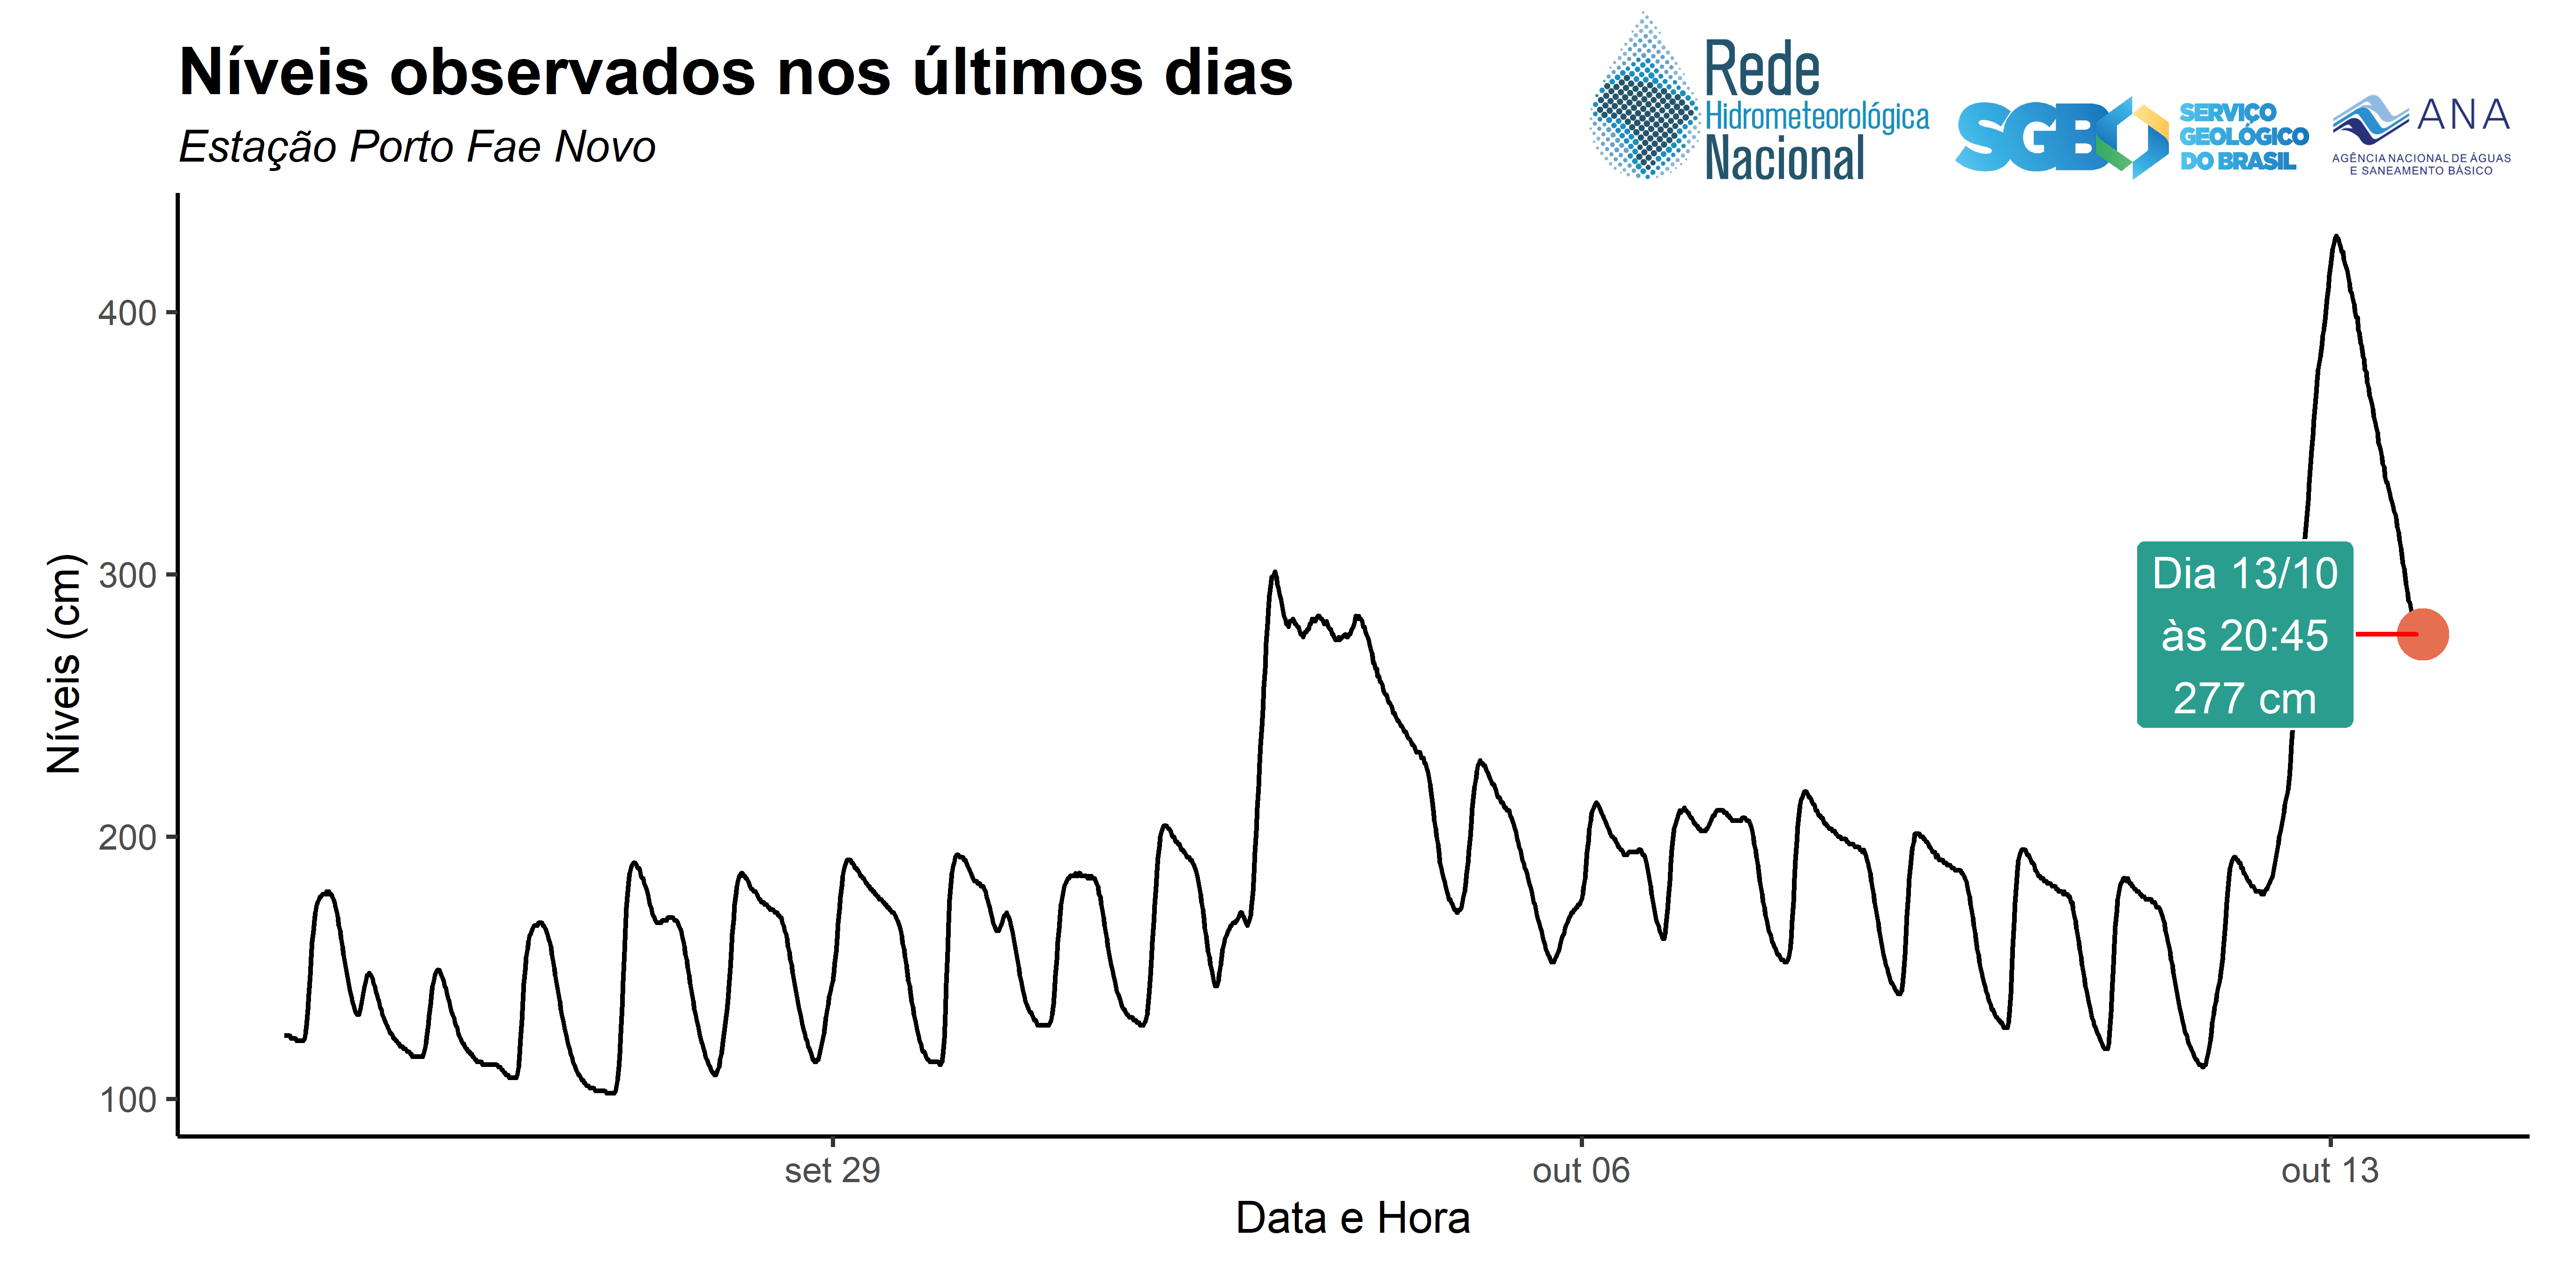 Níveis observados nos últimos dias
Estação Porto Fae Novo
Rede
Hidrometeorológica
Nacional
SGB
SERVIÇO
GEOLÓGICO
DO BRASIL
ANA
AGÊNCIA NACIONAL DE ÁGUAS
E SANEAMENTO BÁSICO
Níveis (cm)
400
300
200
100
Dia 13/10
às 20:45
277 cm
set 29
out 06
out 13
Data e Hora